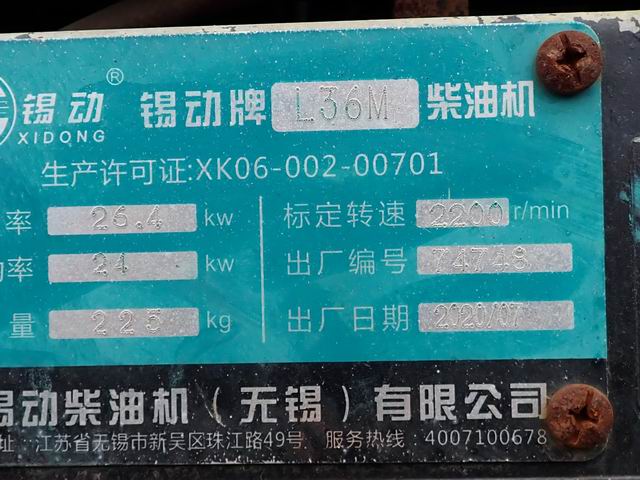 锡动® 锡动牌 L36M 柴油机
XIDONG
生产许可证:XK06-002-00701
率 26.4 kw 标定转速 2200 r/min
率 24 kw 出厂编号 74748
量 225 kg 出厂日期 2020/07
动柴油机(无锡)有限公司
址:江苏省无锡市新吴区珠江路49号 服务热线:4007100678